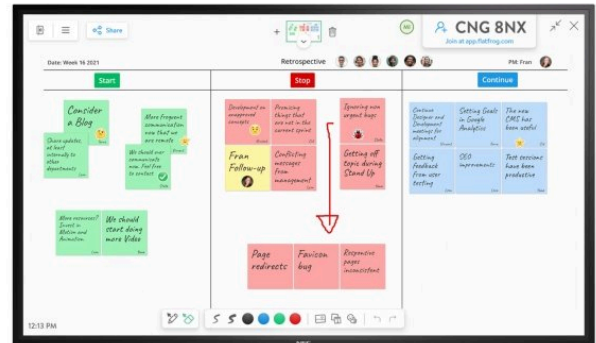 Share
CNG 8NX
Join at app.flatfrog.com
Date: Week 16 2021
Retrospective
PM: Fran
Start
Stop
Continue
Consider
a Blog
Share updates,
at least
internally to
other
departments
More frequent
communication
now that we
are remote
We should over
communicate
now. Feel free
to contact
More resources?
Invest in
Motion and
Animation.
We should
start doing
more Video
Development on
unapproved
concepts
Promising
things that
are not in the
current sprint
Ignoring non
urgent bugs
Fran
Follow-up
Conflicting
messages
from
management
Getting off
topic during
Stand Up
Page
redirects
Favicon
bug
Responsive
pages
inconsistent
Continue
Designer and
Development
meetings for
alignment
Setting Goals
in Google
Analytics
The new
CMS has
been useful
Getting
feedback
from user
testing
SEO
improvements
Test sessions
have been
productive
12:13 PM